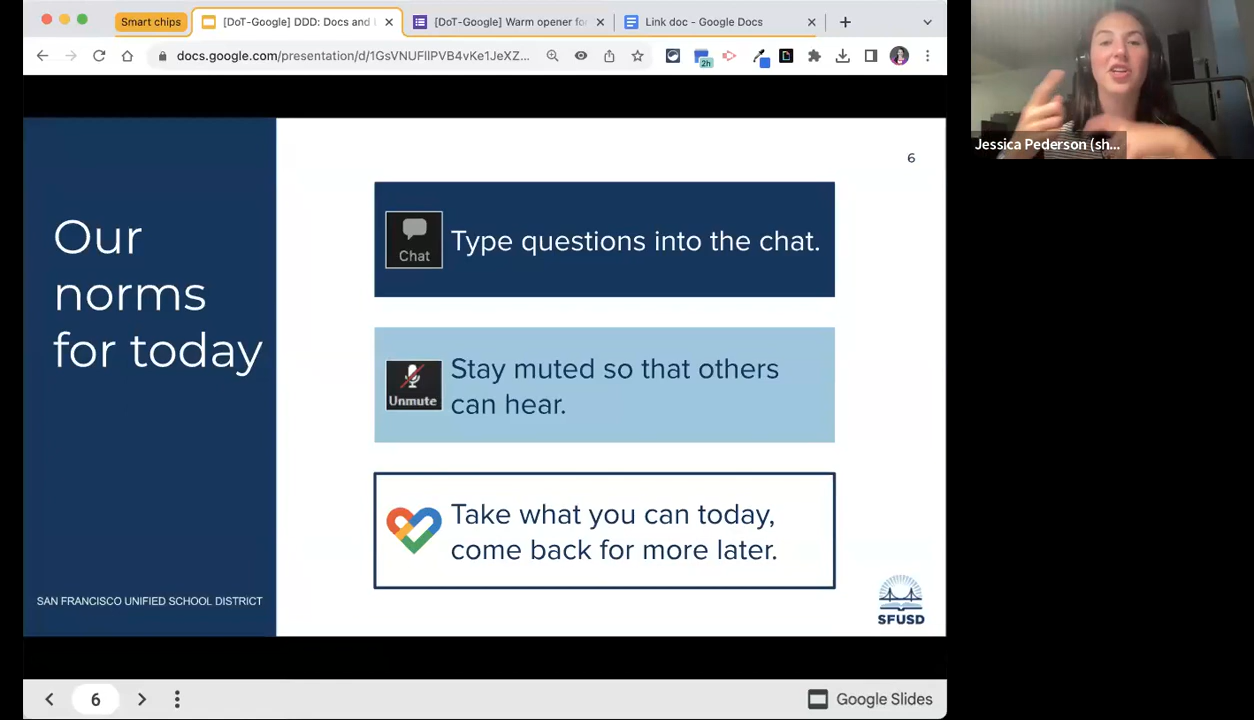 Smart chips
[DoT-Google] DDD: Docs and
[DoT-Google] Warm opener fo
Link doc - Google Docs
docs.google.com/presentation/d/1GsVNUFllPVB4vKe1JeXZ...
2h
Jessica Pederson (sh...
6
Our
norms
for today
Chat
Type questions into the chat.
Unmute
Stay muted so that others
can hear.
Take what you can today,
come back for more later.
SAN FRANCISCO UNIFIED SCHOOL DISTRICT
SFUSD
6
Google Slides